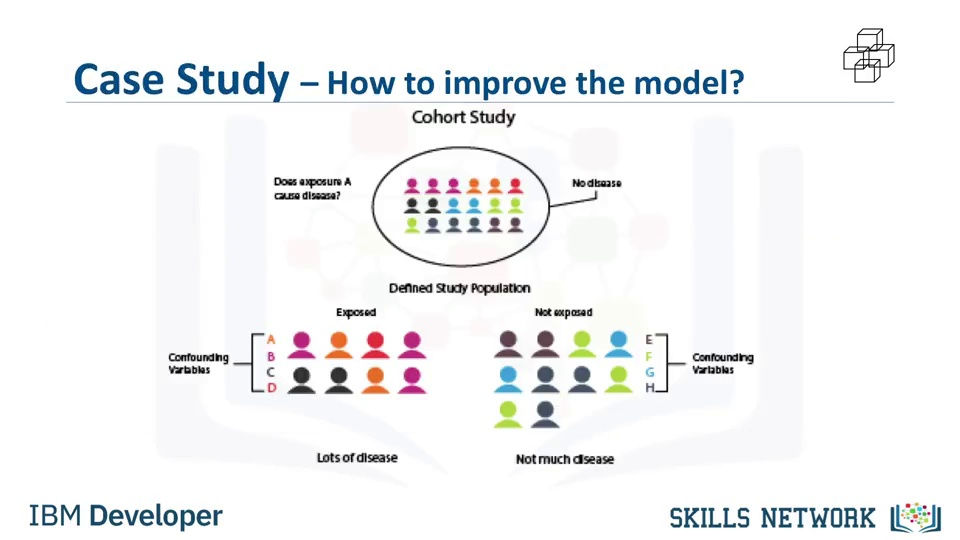 Case Study – How to improve the model?
Cohort Study
Does exposure A
cause disease?
No disease
Defined Study Population
Exposed
Not exposed
Confounding
Variables
A
B
C
D
E
F
G
H
Confounding
Variables
Lots of disease
Not much disease
IBM Developer
SKILLS NETWORK